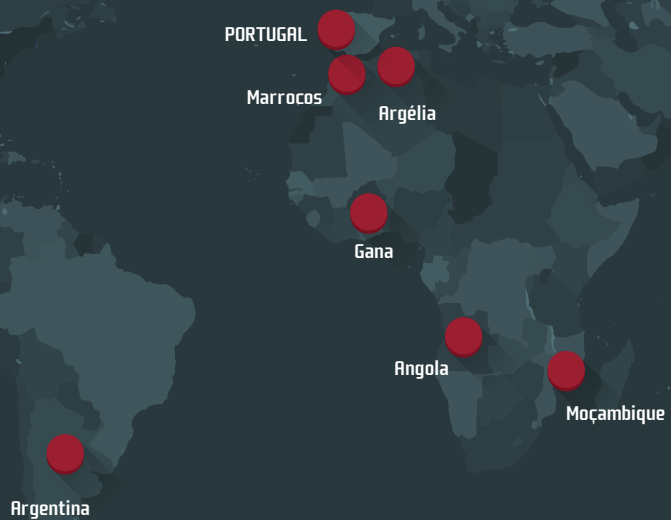 PORTUGAL
Marrocos
Argélia
Gana
Angola
Moçambique
Argentina